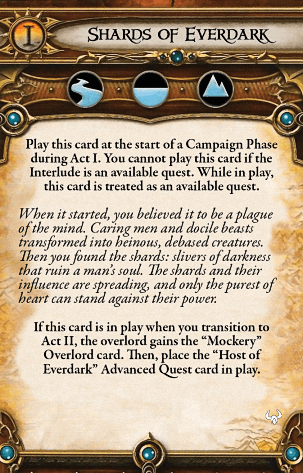 I
Shards of Everdark
Play this card at the start of a Campaign Phase
during Act I. You cannot play this card if the
Interlude is an available quest. While in play,
this card is treated as an available quest.
When it started, you believed it to be a plague
of the mind. Caring men and docile beasts
transformed into heinous, debased creatures.
Then you found the shards: slivers of darkness
that ruin a man's soul. The shards and their
influence are spreading, and only the purest of
heart can stand against their power.
If this card is in play when you transition to
Act II, the overlord gains the “Mockery”
Overlord card. Then, place the “Host of
Everdark” Advanced Quest card in play.